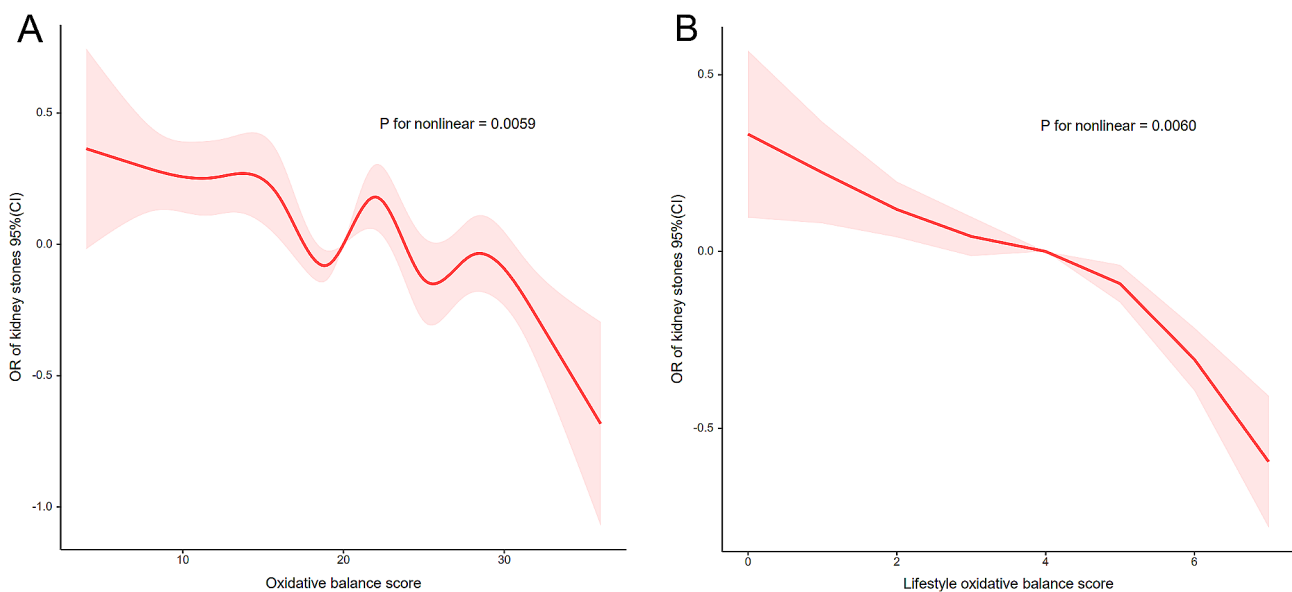 A
OR of kidney stones 95%(CI)
0.5
0.0
-0.5
-1.0
P for nonlinear = 0.0059
10
20
30
Oxidative balance score
B
OR of kidney stones 95%(CI)
0.5
0.0
-0.5
P for nonlinear = 0.0060
0
2
4
6
Lifestyle oxidative balance score